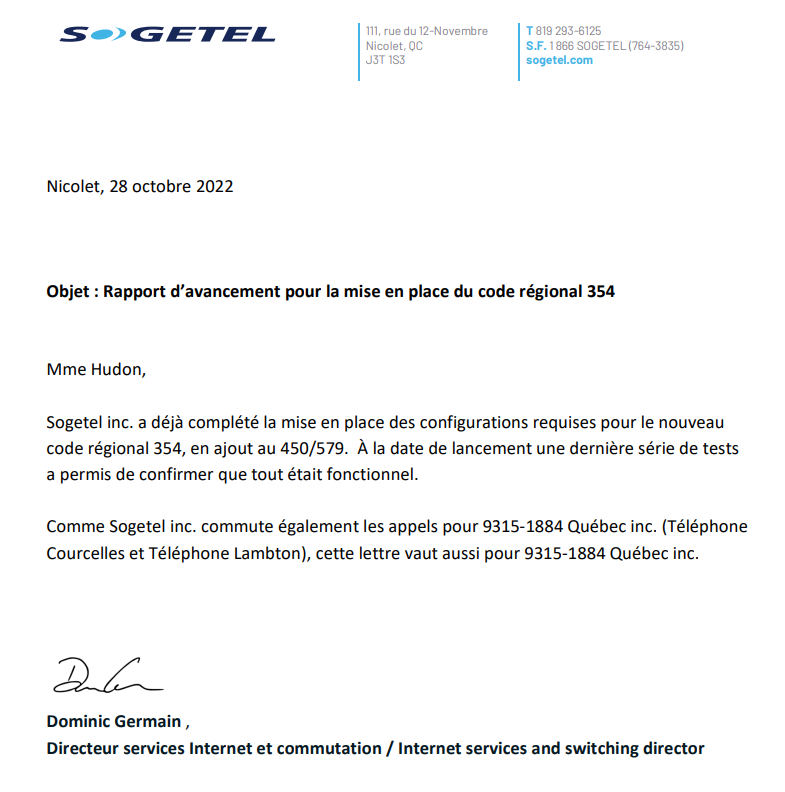 SOGETEL
111, rue du 12-Novembre
Nicolet, QC
J3T 1S3
T 819 293-6125
S.F. 1 866 SOGETEL (764-3835)
sogetel.com
Nicolet, 28 octobre 2022
Objet : Rapport d’avancement pour la mise en place du code régional 354
Mme Hudon,
Sogetel inc. a déjà complété la mise en place des configurations requises pour le nouveau
code régional 354, en ajout au 450/579.  À la date de lancement une dernière série de tests
a permis de confirmer que tout était fonctionnel.
Comme Sogetel inc. commute également les appels pour 9315-1884 Québec inc. (Téléphone
Courcelles et Téléphone Lambton), cette lettre vaut aussi pour 9315-1884 Québec inc.
Dominic Germain ,
Directeur services Internet et commutation / Internet services and switching director